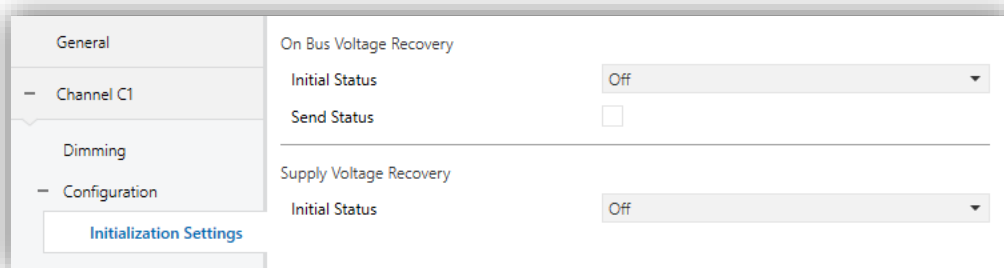 General
− Channel C1
Dimming
− Configuration
Initialization Settings
On Bus Voltage Recovery
Initial Status Off
Send Status
Supply Voltage Recovery
Initial Status Off